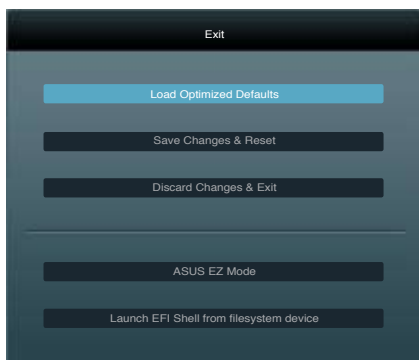 Exit
Load Optimized Defaults
Save Changes & Reset
Discard Changes & Exit
ASUS EZ Mode
Launch EFI Shell from filesystem device